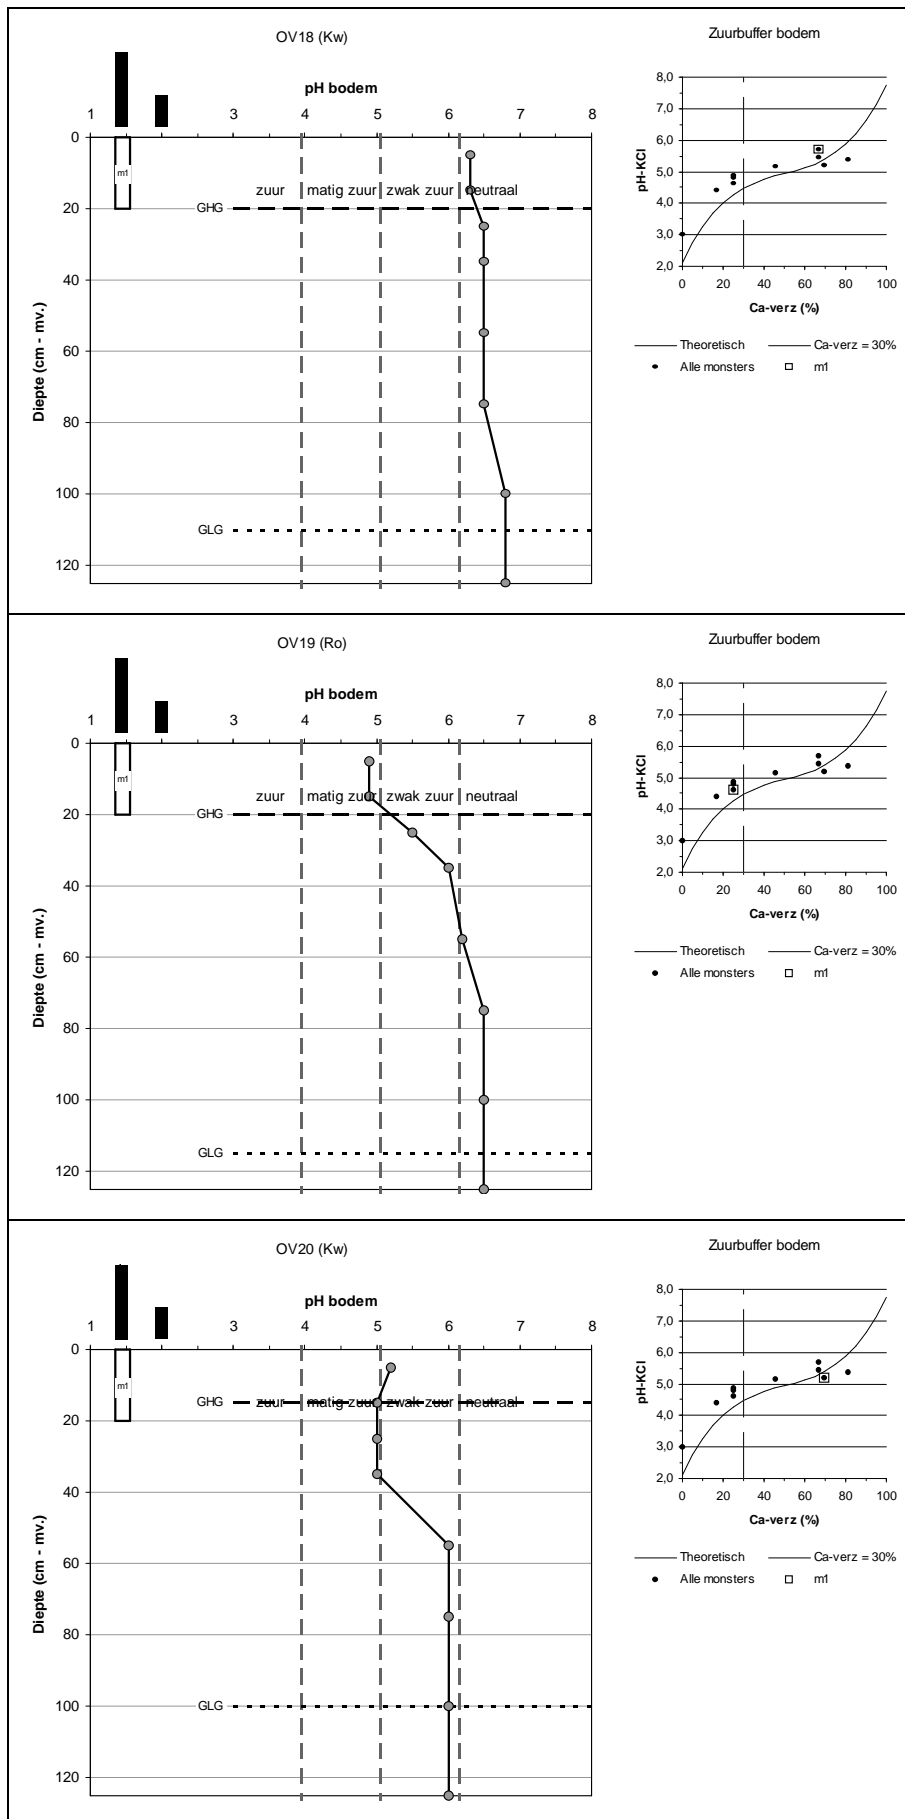 OV18 (Kw)
pH bodem
1 3 4 5 6 7 8
0
20
40
60
80
100
120
Diepte (cm - mv.)
m1
zuur matig zuur zwak zuur neutraal
GHG
GLG
Zuurbuffer bodem
8,0
7,0
6,0
5,0
4,0
3,0
2,0
pH-KCl
0 20 40 60 80 100
Ca-verz (%)
Theoretisch Ca-verz = 30%
Alle monsters m1
OV19 (Ro)
pH bodem
1 3 4 5 6 7 8
0
20
40
60
80
100
120
Diepte (cm - mv.)
m1
zuur matig zuur zwak zuur neutraal
GHG
GLG
Zuurbuffer bodem
8,0
7,0
6,0
5,0
4,0
3,0
2,0
pH-KCl
0 20 40 60 80 100
Ca-verz (%)
Theoretisch Ca-verz = 30%
Alle monsters m1
OV20 (Kw)
pH bodem
1 3 4 5 6 7 8
0
20
40
60
80
100
120
Diepte (cm - mv.)
m1
GHG zuur matig zuur zwak zuur neutraal
GLG
Zuurbuffer bodem
8,0
7,0
6,0
5,0
4,0
3,0
2,0
pH-KCl
0 20 40 60 80 100
Ca-verz (%)
Theoretisch Ca-verz = 30%
Alle monsters m1